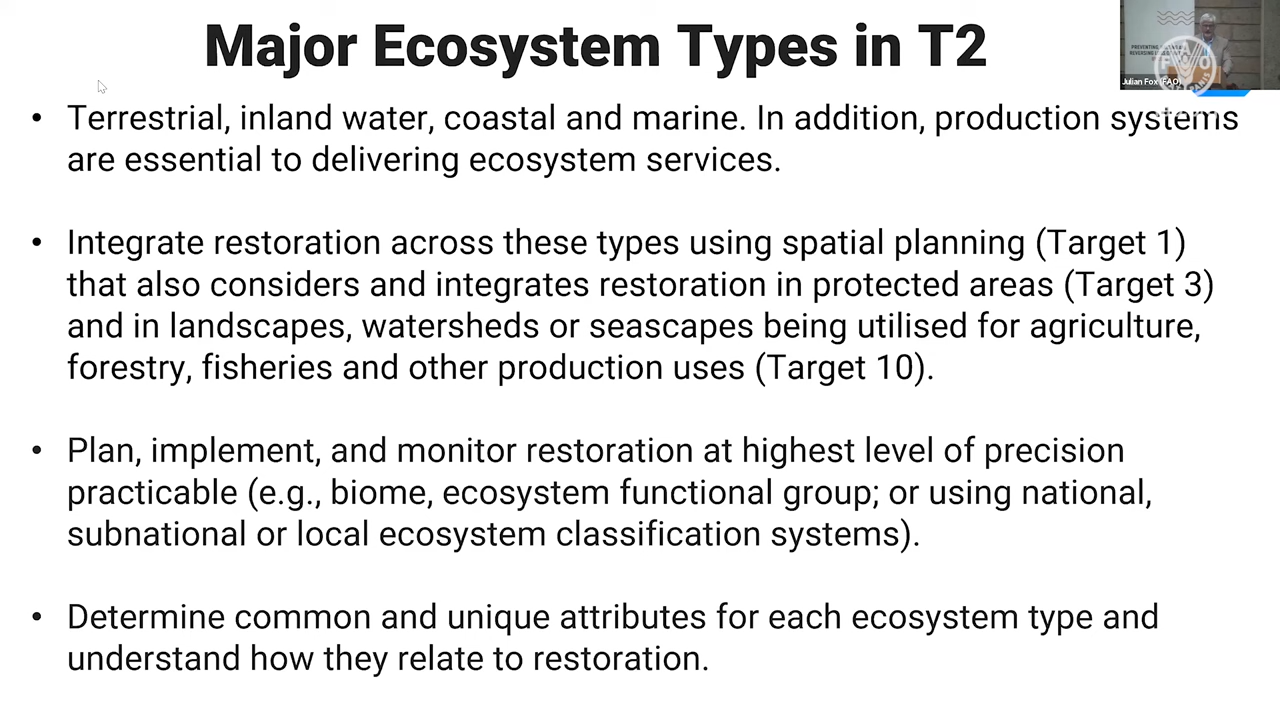 Major Ecosystem Types in T2
Julian Fox (FAO)
• Terrestrial, inland water, coastal and marine. In addition, production systems
are essential to delivering ecosystem services.
• Integrate restoration across these types using spatial planning (Target 1)
that also considers and integrates restoration in protected areas (Target 3)
and in landscapes, watersheds or seascapes being utilised for agriculture,
forestry, fisheries and other production uses (Target 10).
• Plan, implement, and monitor restoration at highest level of precision
practicable (e.g., biome, ecosystem functional group; or using national,
subnational or local ecosystem classification systems).
• Determine common and unique attributes for each ecosystem type and
understand how they relate to restoration.